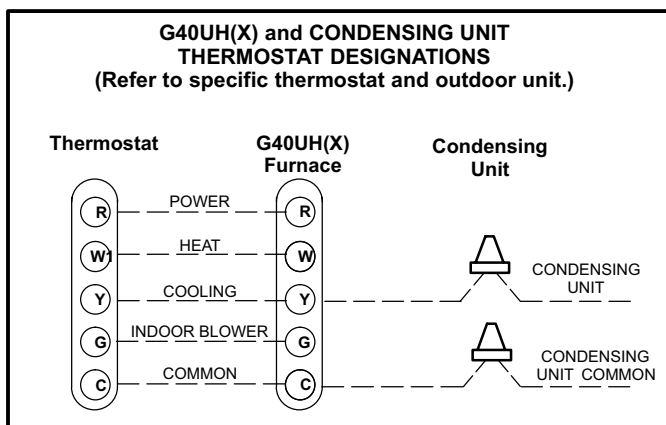 G40UH(X) and CONDENSING UNIT
THERMOSTAT DESIGNATIONS
(Refer to specific thermostat and outdoor unit.)
Thermostat
G40UH(X)
Furnace
Condensing
Unit
R POWER R
W1 HEAT W
Y COOLING Y
CONDENSING
UNIT
G INDOOR BLOWER G
C COMMON C
CONDENSING
UNIT COMMON